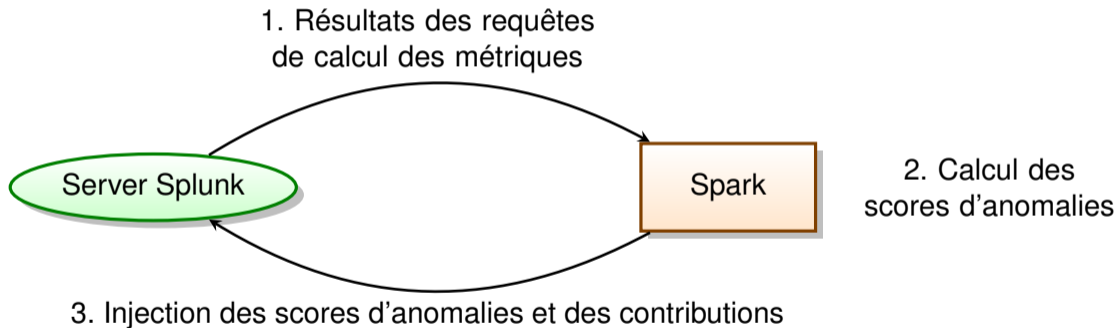 1. Résultats des requêtes
de calcul des métriques
Server Splunk
Spark
2. Calcul des
scores d'anomalies
3. Injection des scores d'anomalies et des contributions